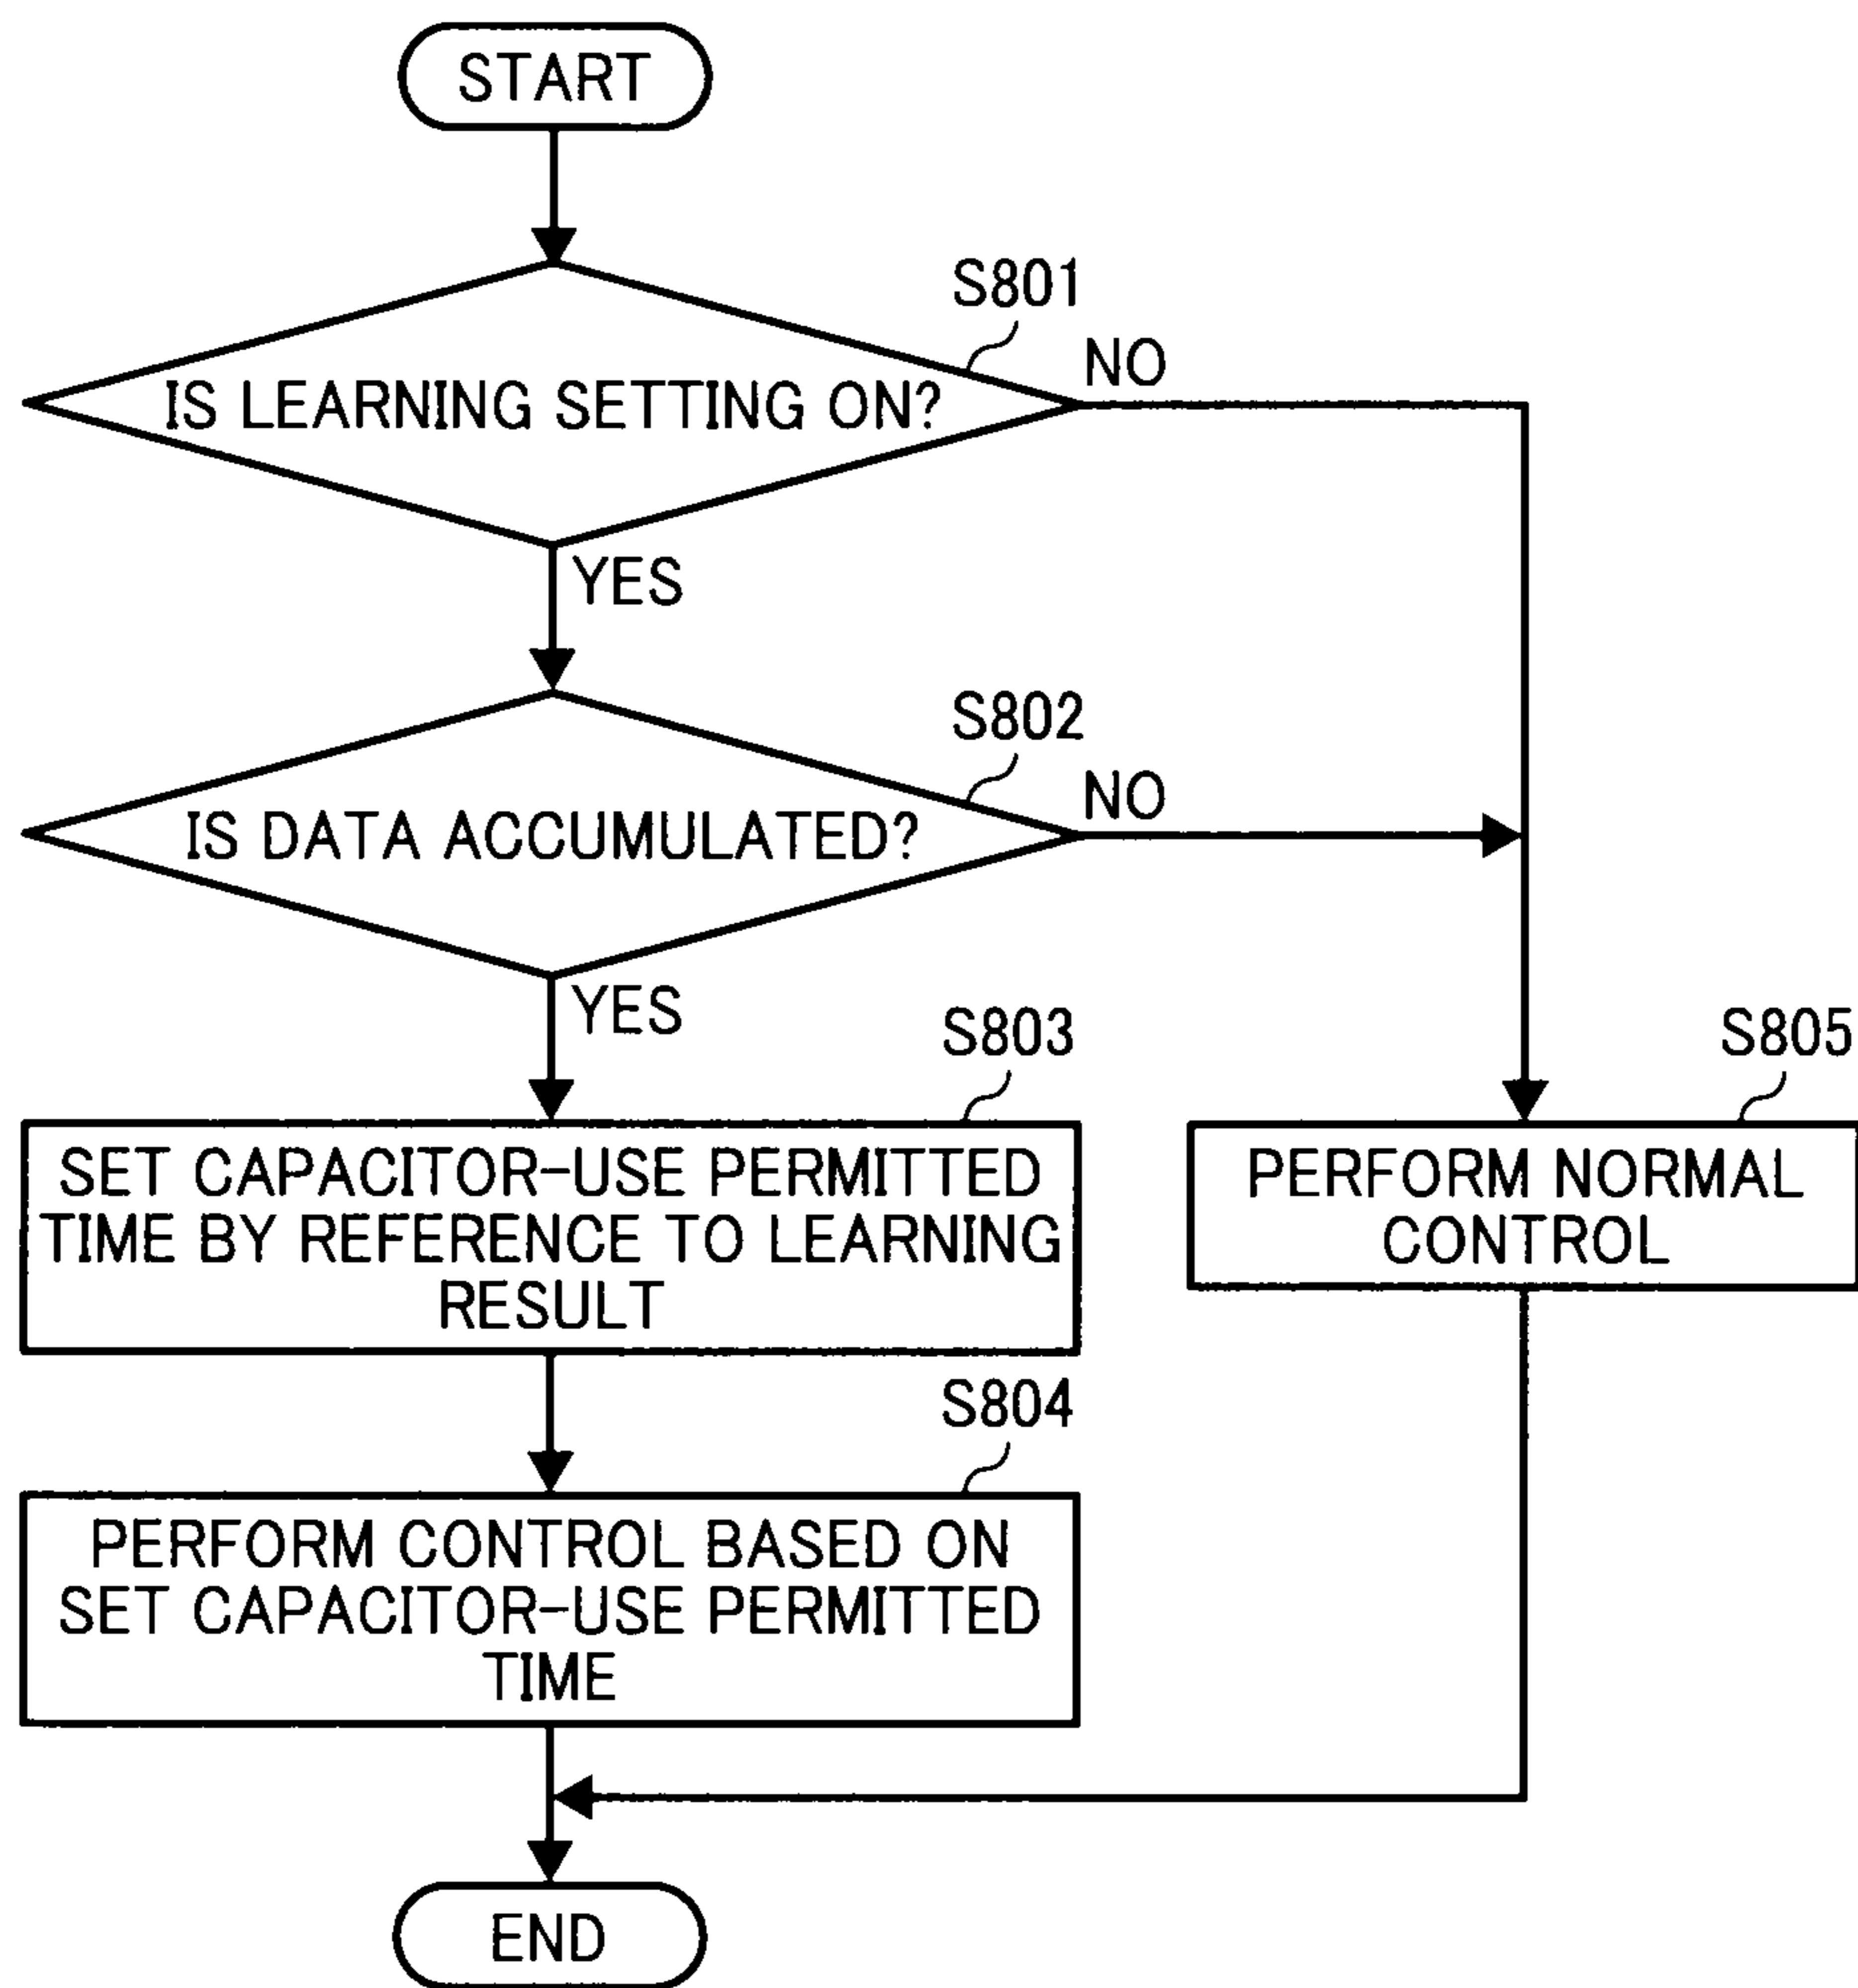 START
S801
IS LEARNING SETTING ON?
NO
YES
S802
IS DATA ACCUMULATED?
NO
YES
S803
SET CAPACITOR-USE PERMITTED
TIME BY REFERENCE TO LEARNING
RESULT
S805
PERFORM NORMAL
CONTROL
S804
PERFORM CONTROL BASED ON
SET CAPACITOR-USE PERMITTED
TIME
END